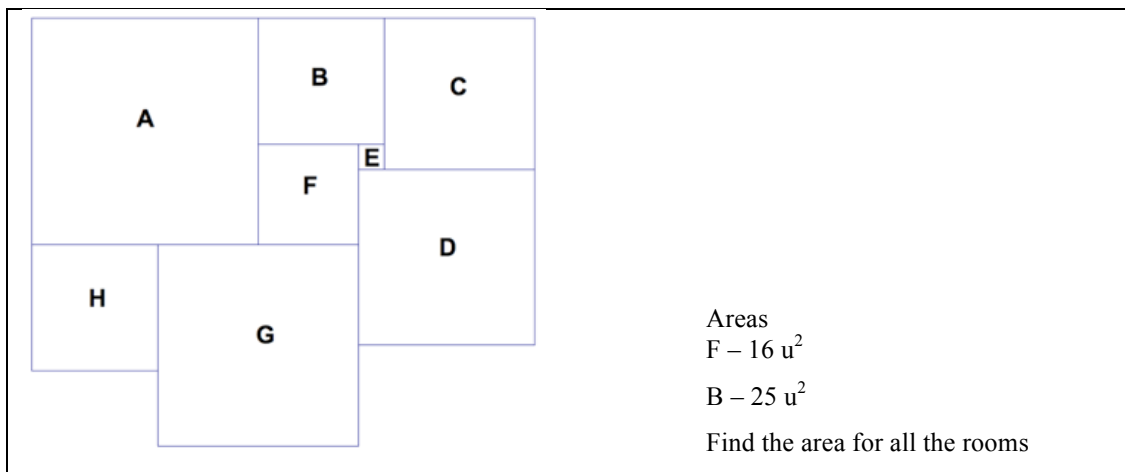 A
B
C
E
F
D
H
G
Areas
F – 16 u²
B – 25 u²
Find the area for all the rooms